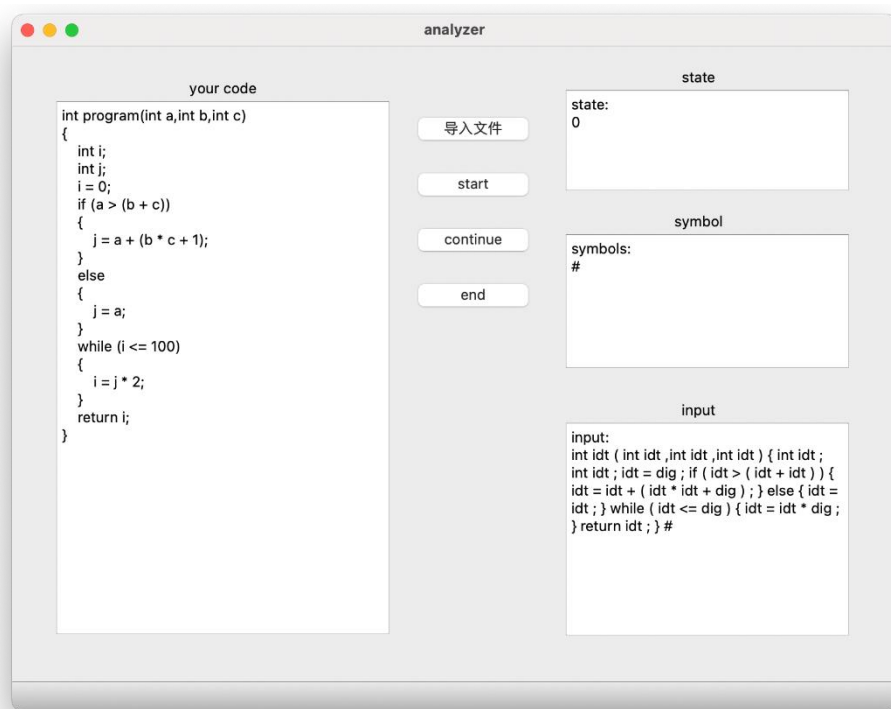 analyzer
your code
int program(int a,int b,int c)
{
int i;
int j;
i = 0;
if (a > (b + c))
{
j = a + (b * c + 1);
}
else
{
j = a;
}
while (i <= 100)
{
i = j * 2;
}
return i;
}
导入文件
start
continue
end
state
state:
0
symbol
symbols:
#
input
input:
int idt ( int idt ,int idt ,int idt ) { int idt ;
int idt ; idt = dig ; if ( idt > ( idt + idt ) ) {
idt = idt + ( idt * idt + dig ) ; } else { idt =
idt ; } while ( idt <= dig ) { idt = idt * dig ;
} return idt ; } #